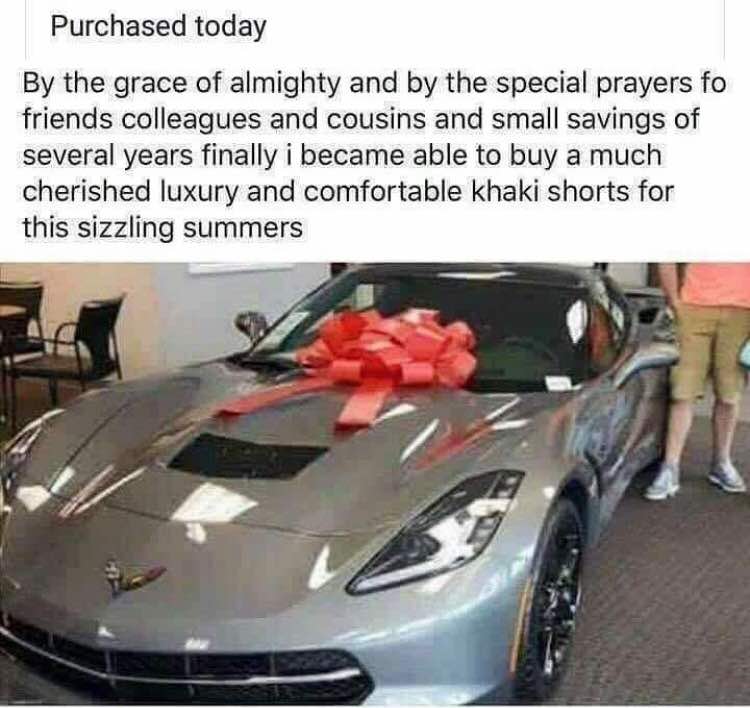 Purchased today
By the grace of almighty and by the special prayers fo
friends colleagues and cousins and small savings of
several years finally i became able to buy a much
cherished luxury and comfortable khaki shorts for
this sizzling summers